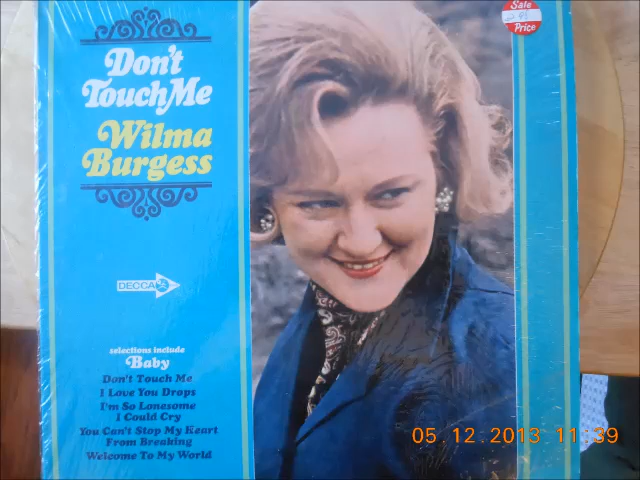 Don't
Touch Me
Wilma
Burgess
DECCA
selections include
Baby
Don't Touch Me
I Love You Drops
I'm So Lonesome
I Could Cry
You Can't Stop My Heart
From Breaking
Welcome To My World
Sale
Price
05.12.2013 11:39